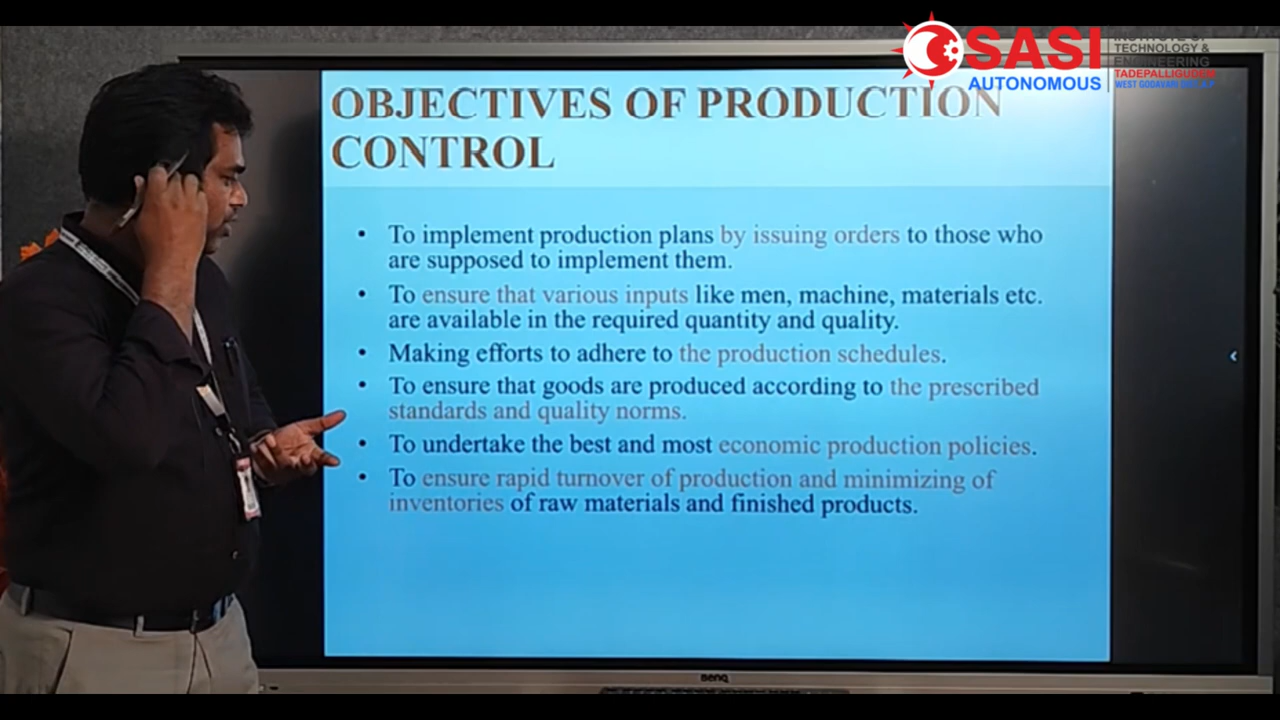 SASI
AUTONOMOUS
INSTITUTE OF
TECHNOLOGY &
ENGINEERING
TADEPALLIGUDEM
OBJECTIVES OF PRODUCTION
CONTROL
• To implement production plans by issuing orders to those who
are supposed to implement them.
• To ensure that various inputs like men, machine, materials etc.
are available in the required quantity and quality.
• Making efforts to adhere to the production schedules.
• To ensure that goods are produced according to the prescribed
standards and quality norms.
• To undertake the best and most economic production policies.
• To ensure rapid turnover of production and minimizing of
inventories of raw materials and finished products.
BenQ